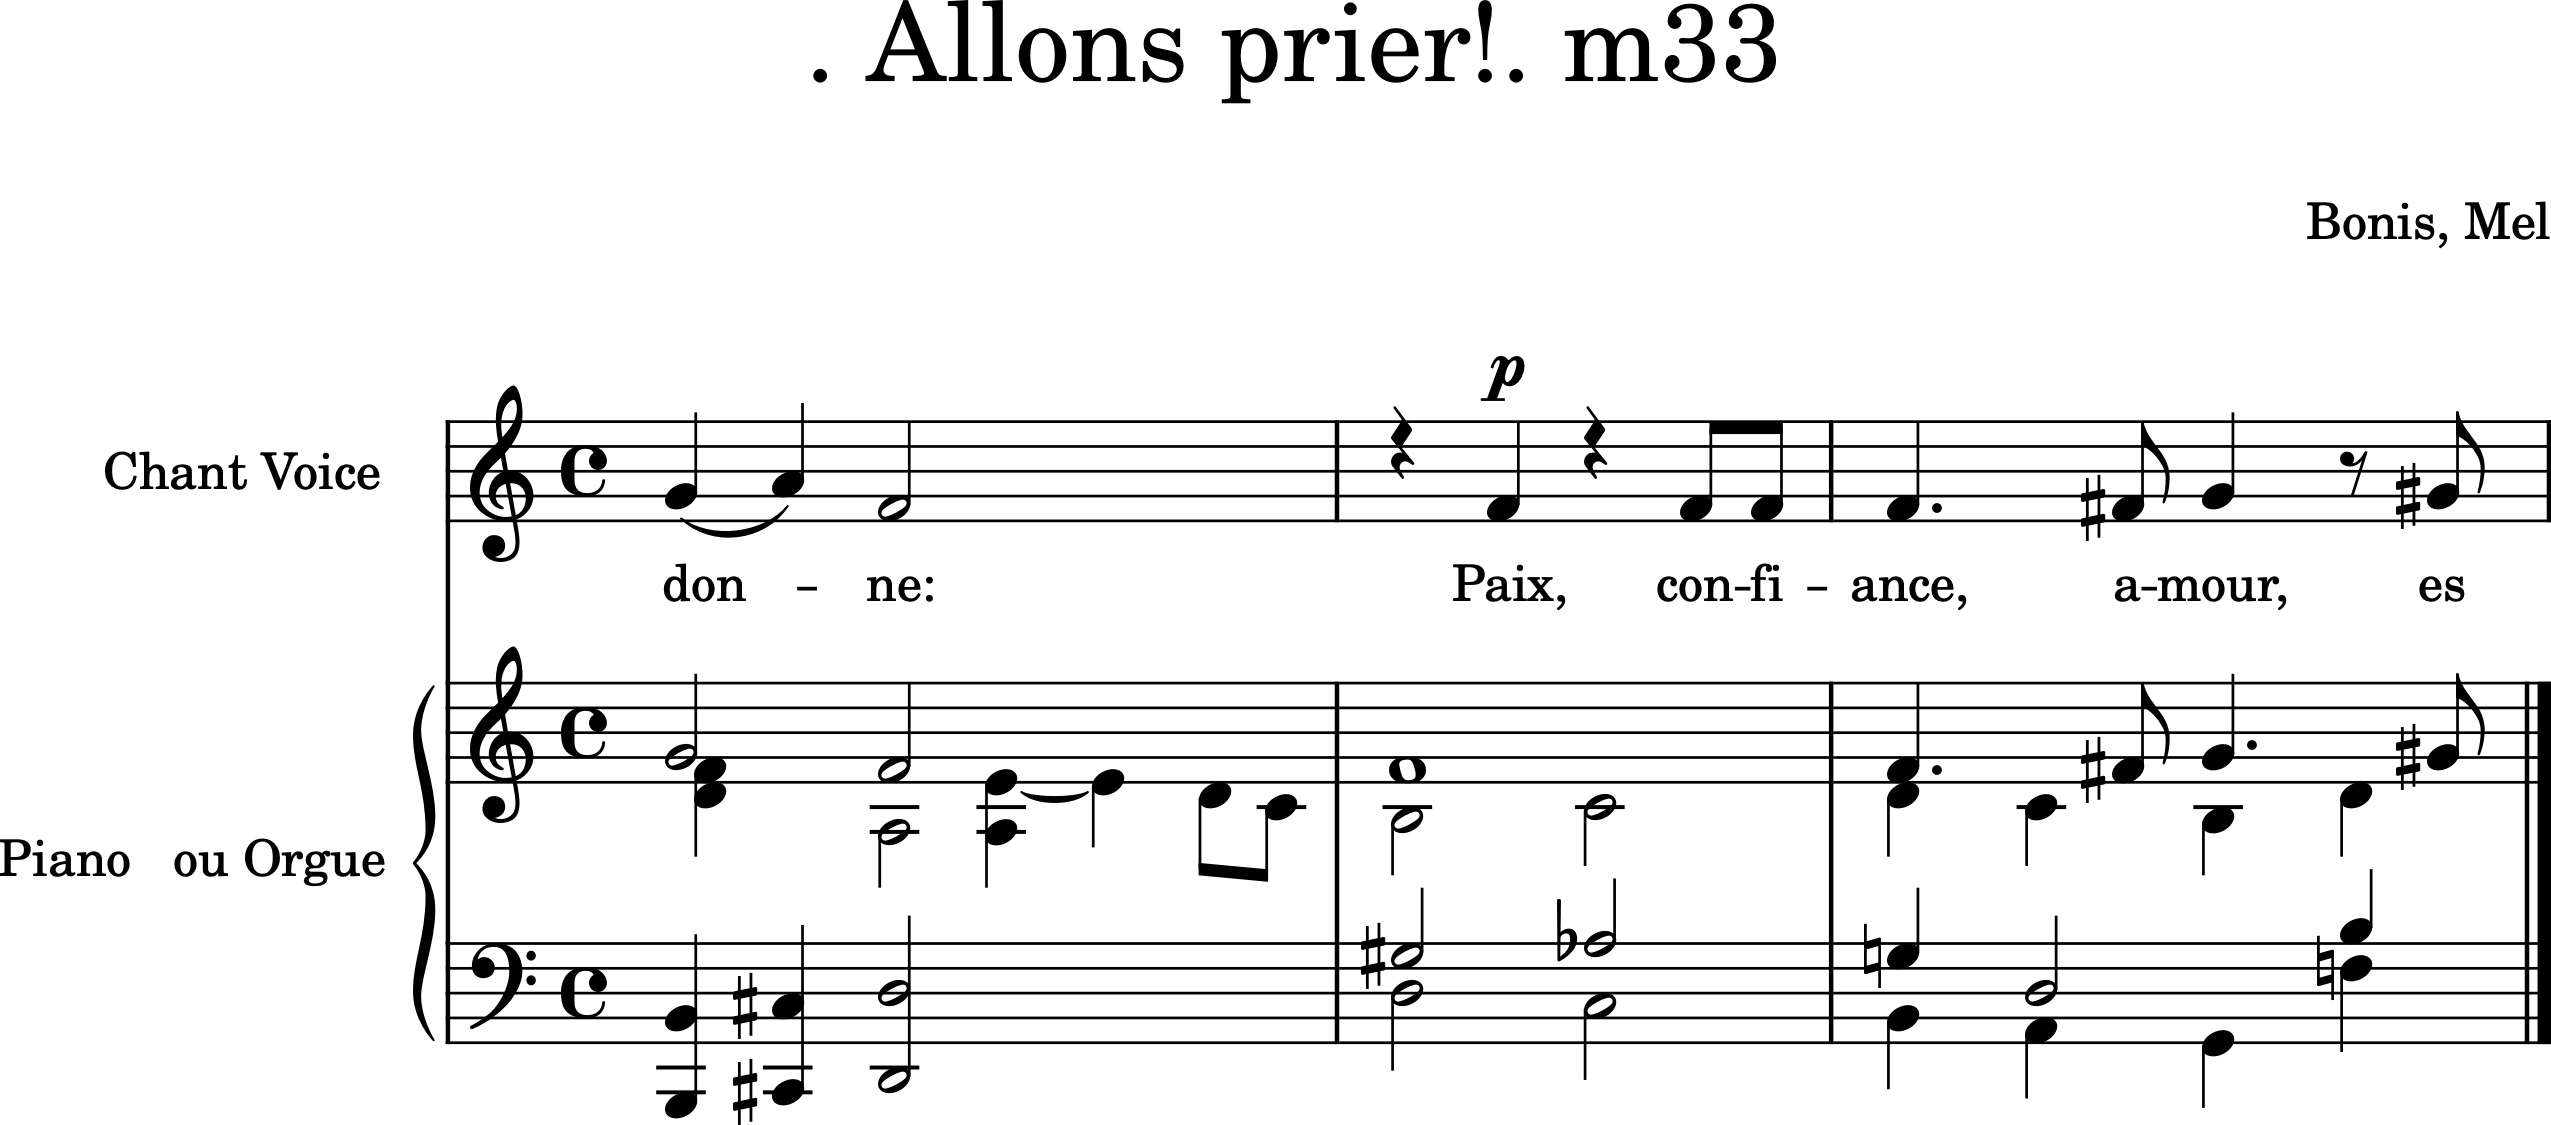 . Allons prier!. m33
Bonis, Mel
p
Chant Voice
don – ne: Paix, con-fi – ance, a-mour, es
Piano ou Orgue